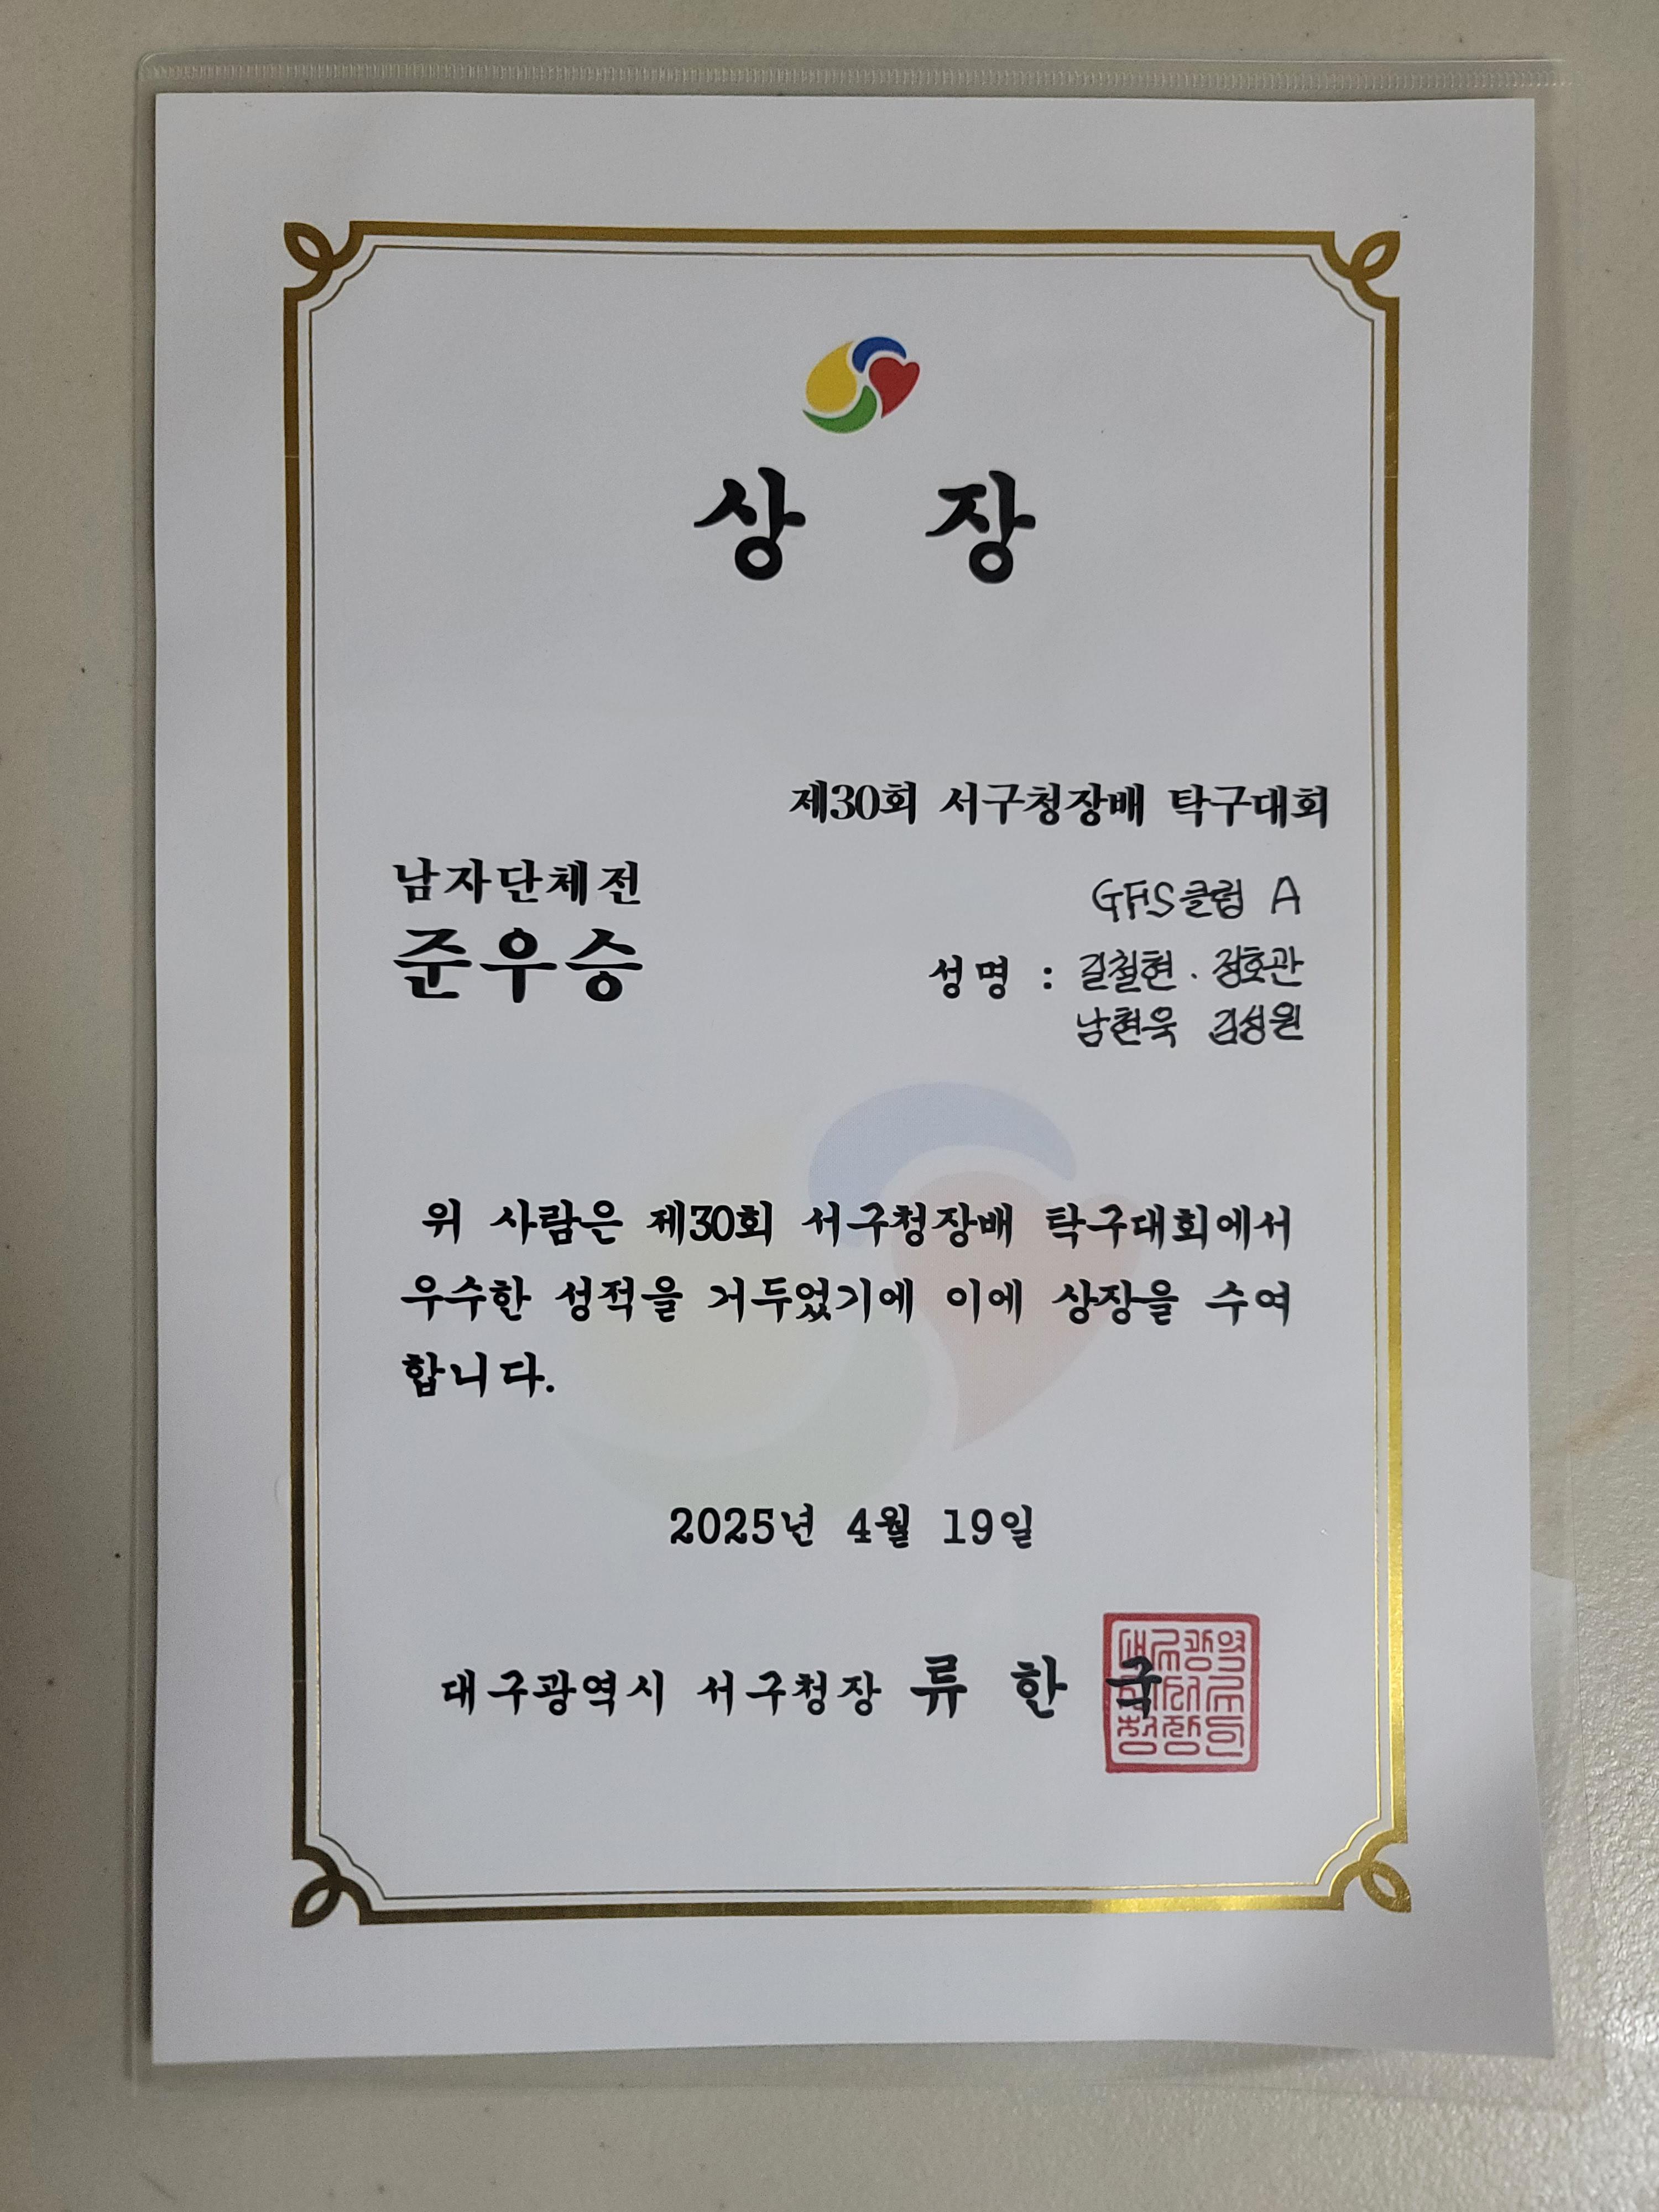 상 장
제30회 서구청장배 탁구대회
남자단체전
준우승
GFS클럽 A
성명 : 길철현 · 정호관
남현욱 김성원
위 사람은 제30회 서구청장배 탁구대회에서
우수한 성적을 거두었기에 이에 상장을 수여
합니다.
2025년 4월 19일
대구광역시 서구청장 류 한 국